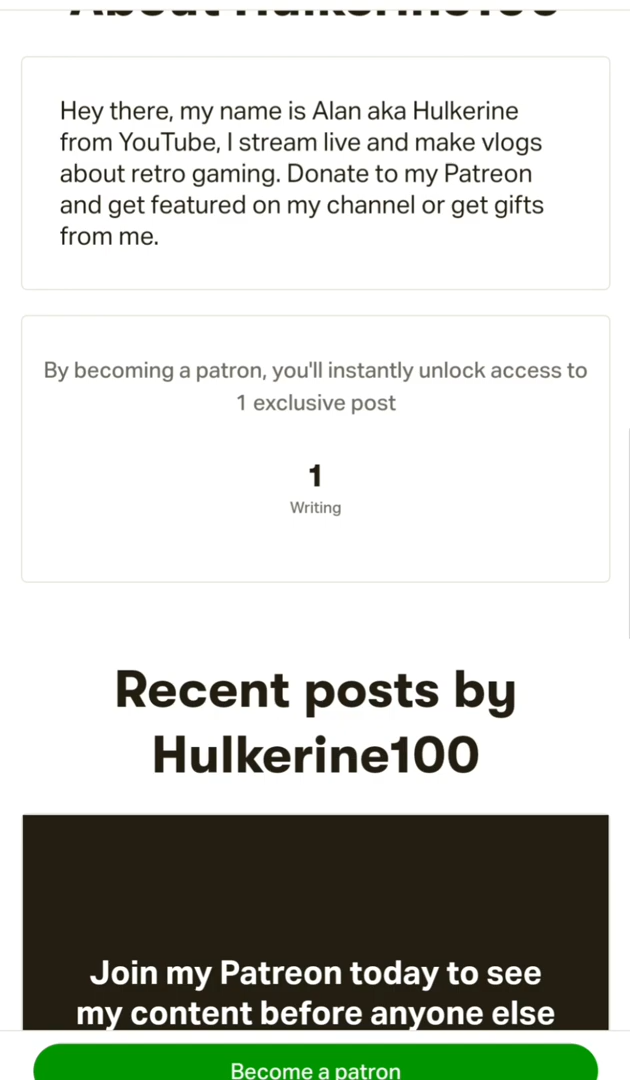 About Hulkerine100
Hey there, my name is Alan aka Hulkerine
from YouTube, I stream live and make vlogs
about retro gaming. Donate to my Patreon
and get featured on my channel or get gifts
from me.
By becoming a patron, you'll instantly unlock access to
1 exclusive post
1
Writing
Recent posts by
Hulkerine100
Join my Patreon today to see
my content before anyone else
Become a patron